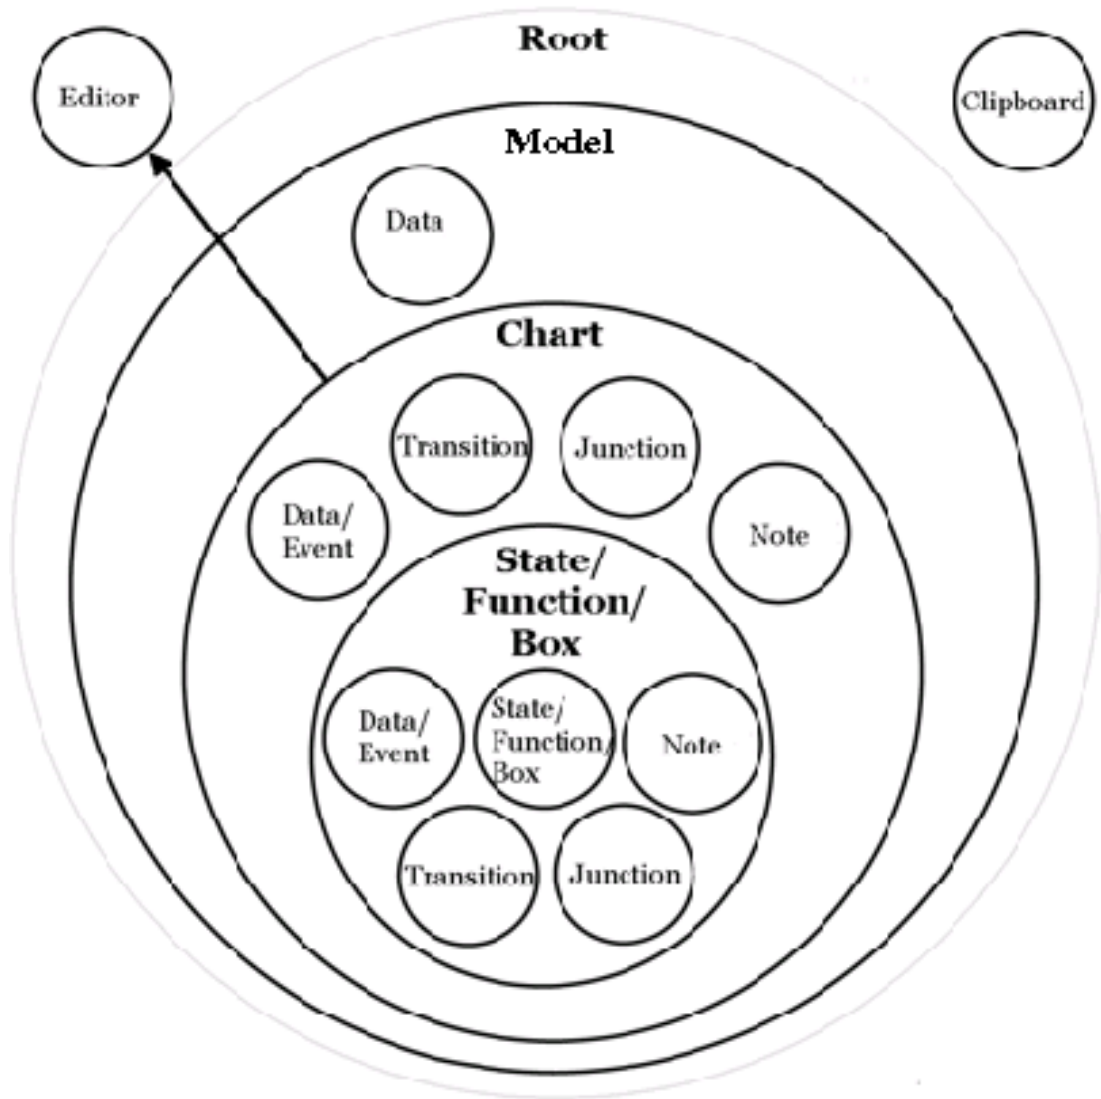 Root
Editor
Clipboard
Model
Data
Chart
Transition
Junction
Data/
Event
Note
State/
Function/
Box
Data/
Event
State/
Function/
Box
Note
Transition
Junction